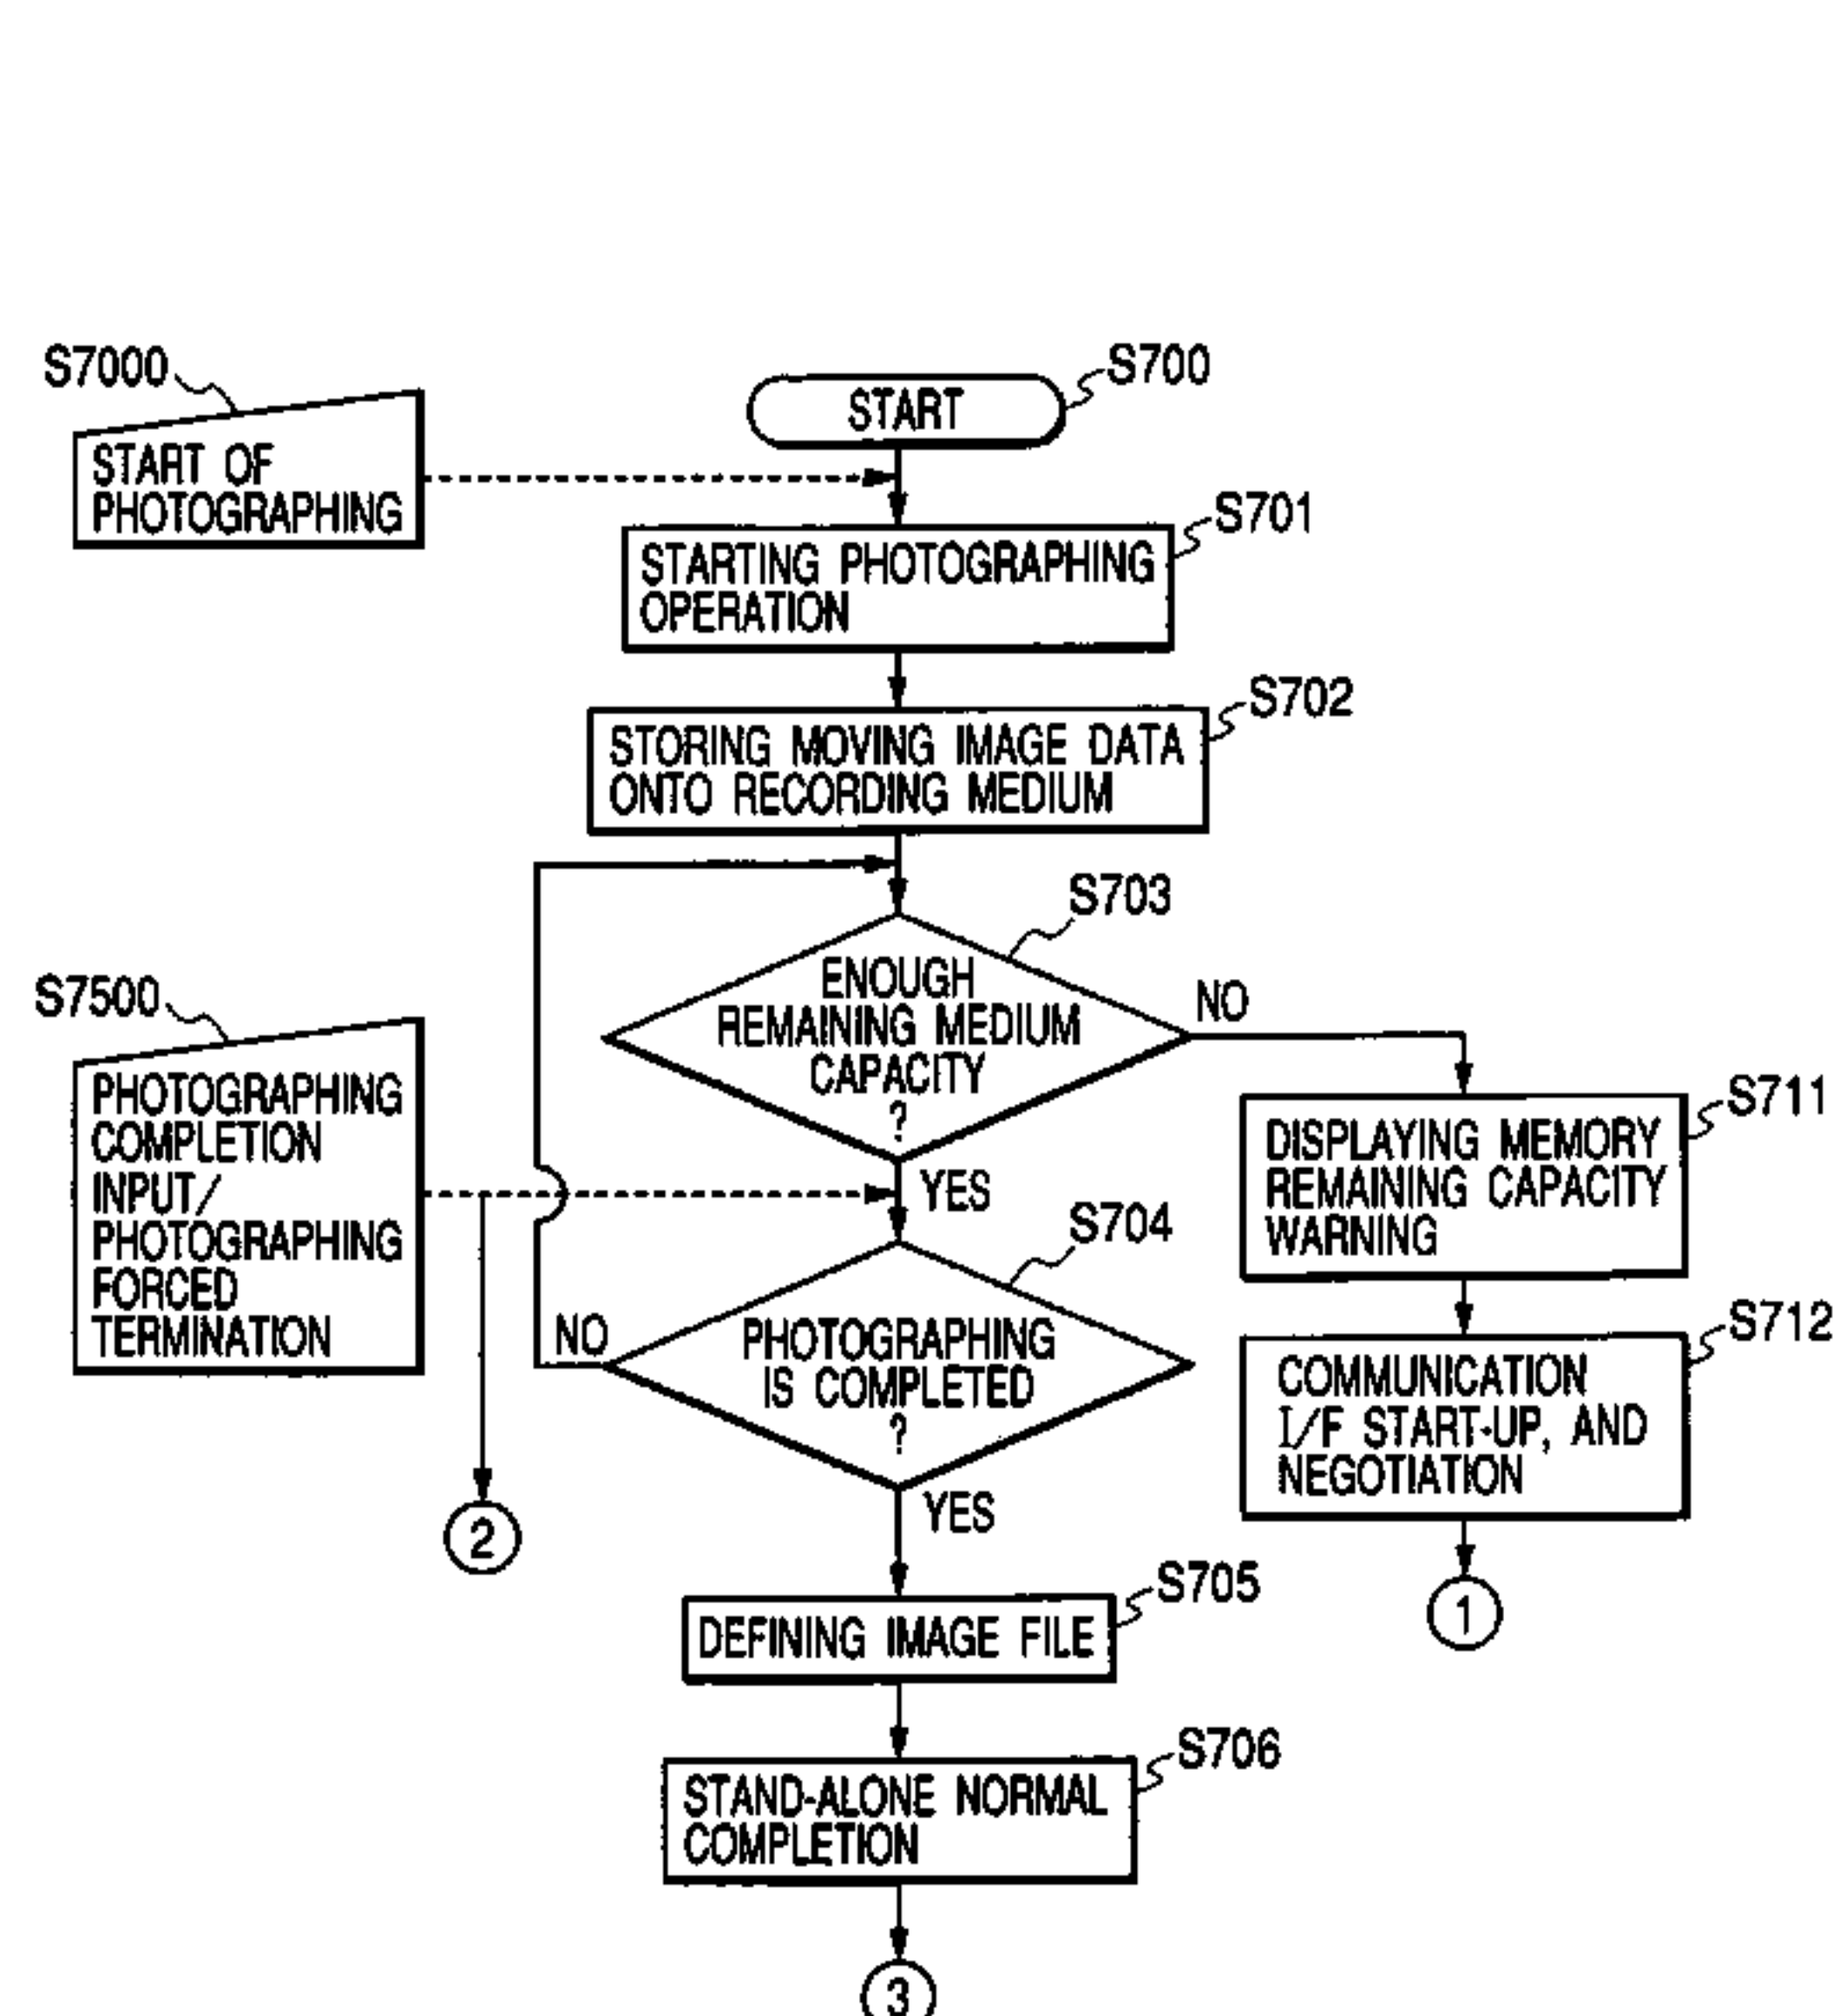 S7000
START OF
PHOTOGRAPHING
START
S700
STARTING PHOTOGRAPHING
OPERATION
S701
STORING MOVING IMAGE DATA
ONTO RECORDING MEDIUM
S702
ENOUGH
REMAINING MEDIUM
CAPACITY
?
S703
NO
YES
S7500
PHOTOGRAPHING
COMPLETION
INPUT/
PHOTOGRAPHING
FORCED
TERMINATION
2
PHOTOGRAPHING
IS COMPLETED
?
S704
NO
YES
DISPLAYING MEMORY
REMAINING CAPACITY
WARNING
S711
COMMUNICATION
I/F START-UP, AND
NEGOTIATION
S712
1
DEFINING IMAGE FILE
S705
STAND-ALONE NORMAL
COMPLETION
S706
3